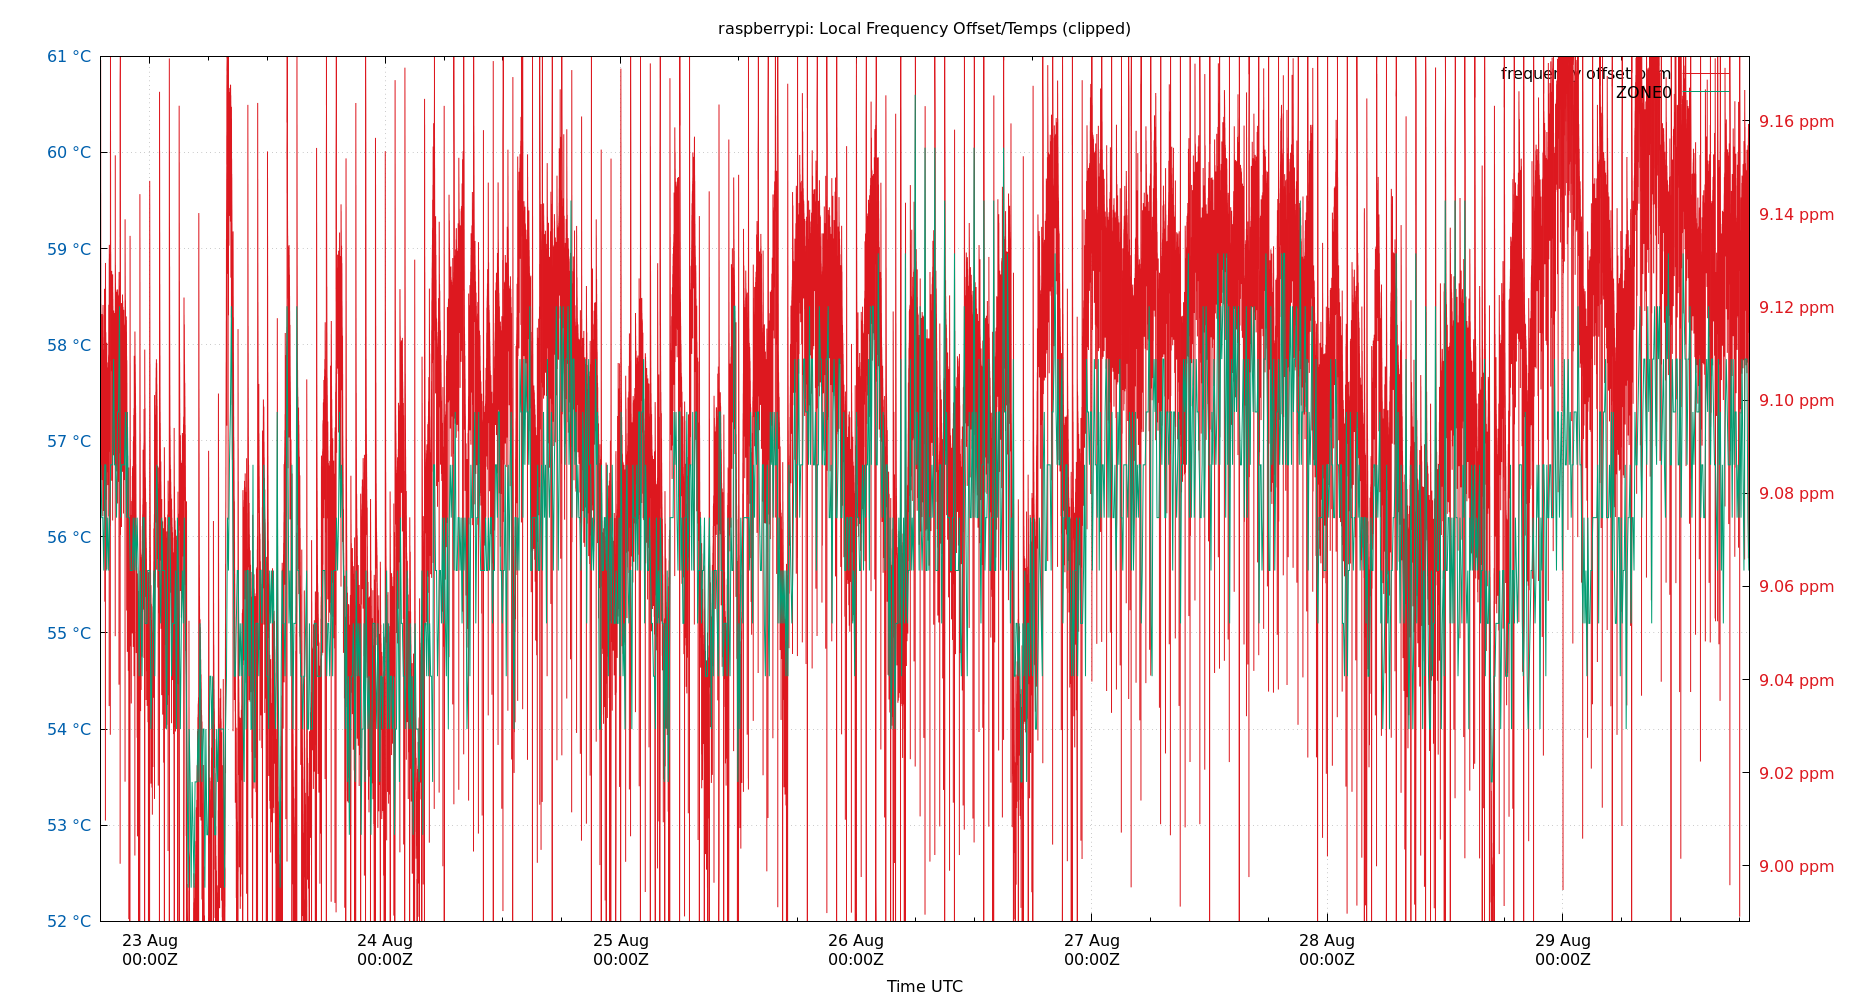 raspberrypi: Local Frequency Offset/Temps (clipped)
frequency offset ppm
ZONE0
61 °C
60 °C
59 °C
58 °C
57 °C
56 °C
55 °C
54 °C
53 °C
52 °C
9.16 ppm
9.14 ppm
9.12 ppm
9.10 ppm
9.08 ppm
9.06 ppm
9.04 ppm
9.02 ppm
9.00 ppm
23 Aug
00:00Z
24 Aug
00:00Z
25 Aug
00:00Z
26 Aug
00:00Z
27 Aug
00:00Z
28 Aug
00:00Z
29 Aug
00:00Z
Time UTC